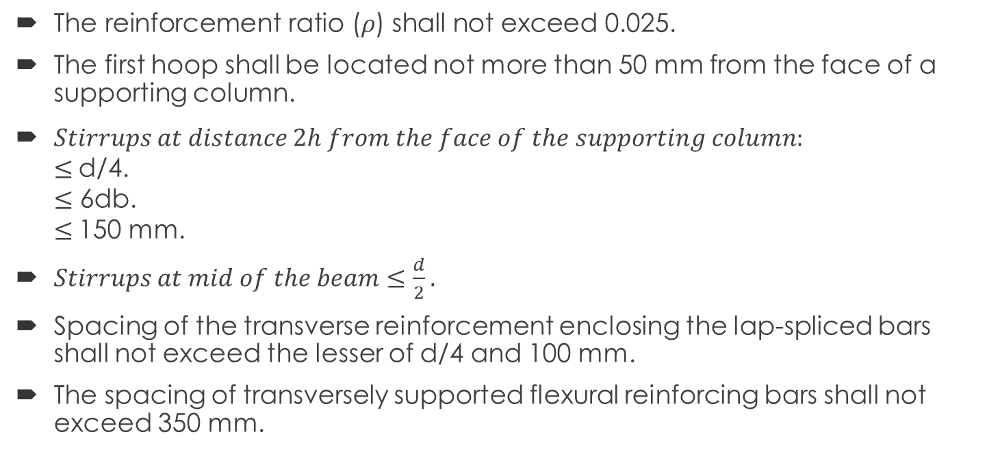 The reinforcement ratio (ρ) shall not exceed 0.025.
The first hoop shall be located not more than 50 mm from the face of a
supporting column.
Stirrups at distance 2h from the face of the supporting column:
≤ d/4.
≤ 6db.
≤ 150 mm.
Stirrups at mid of the beam ≤ d/2.
Spacing of the transverse reinforcement enclosing the lap-spliced bars
shall not exceed the lesser of d/4 and 100 mm.
The spacing of transversely supported flexural reinforcing bars shall not
exceed 350 mm.